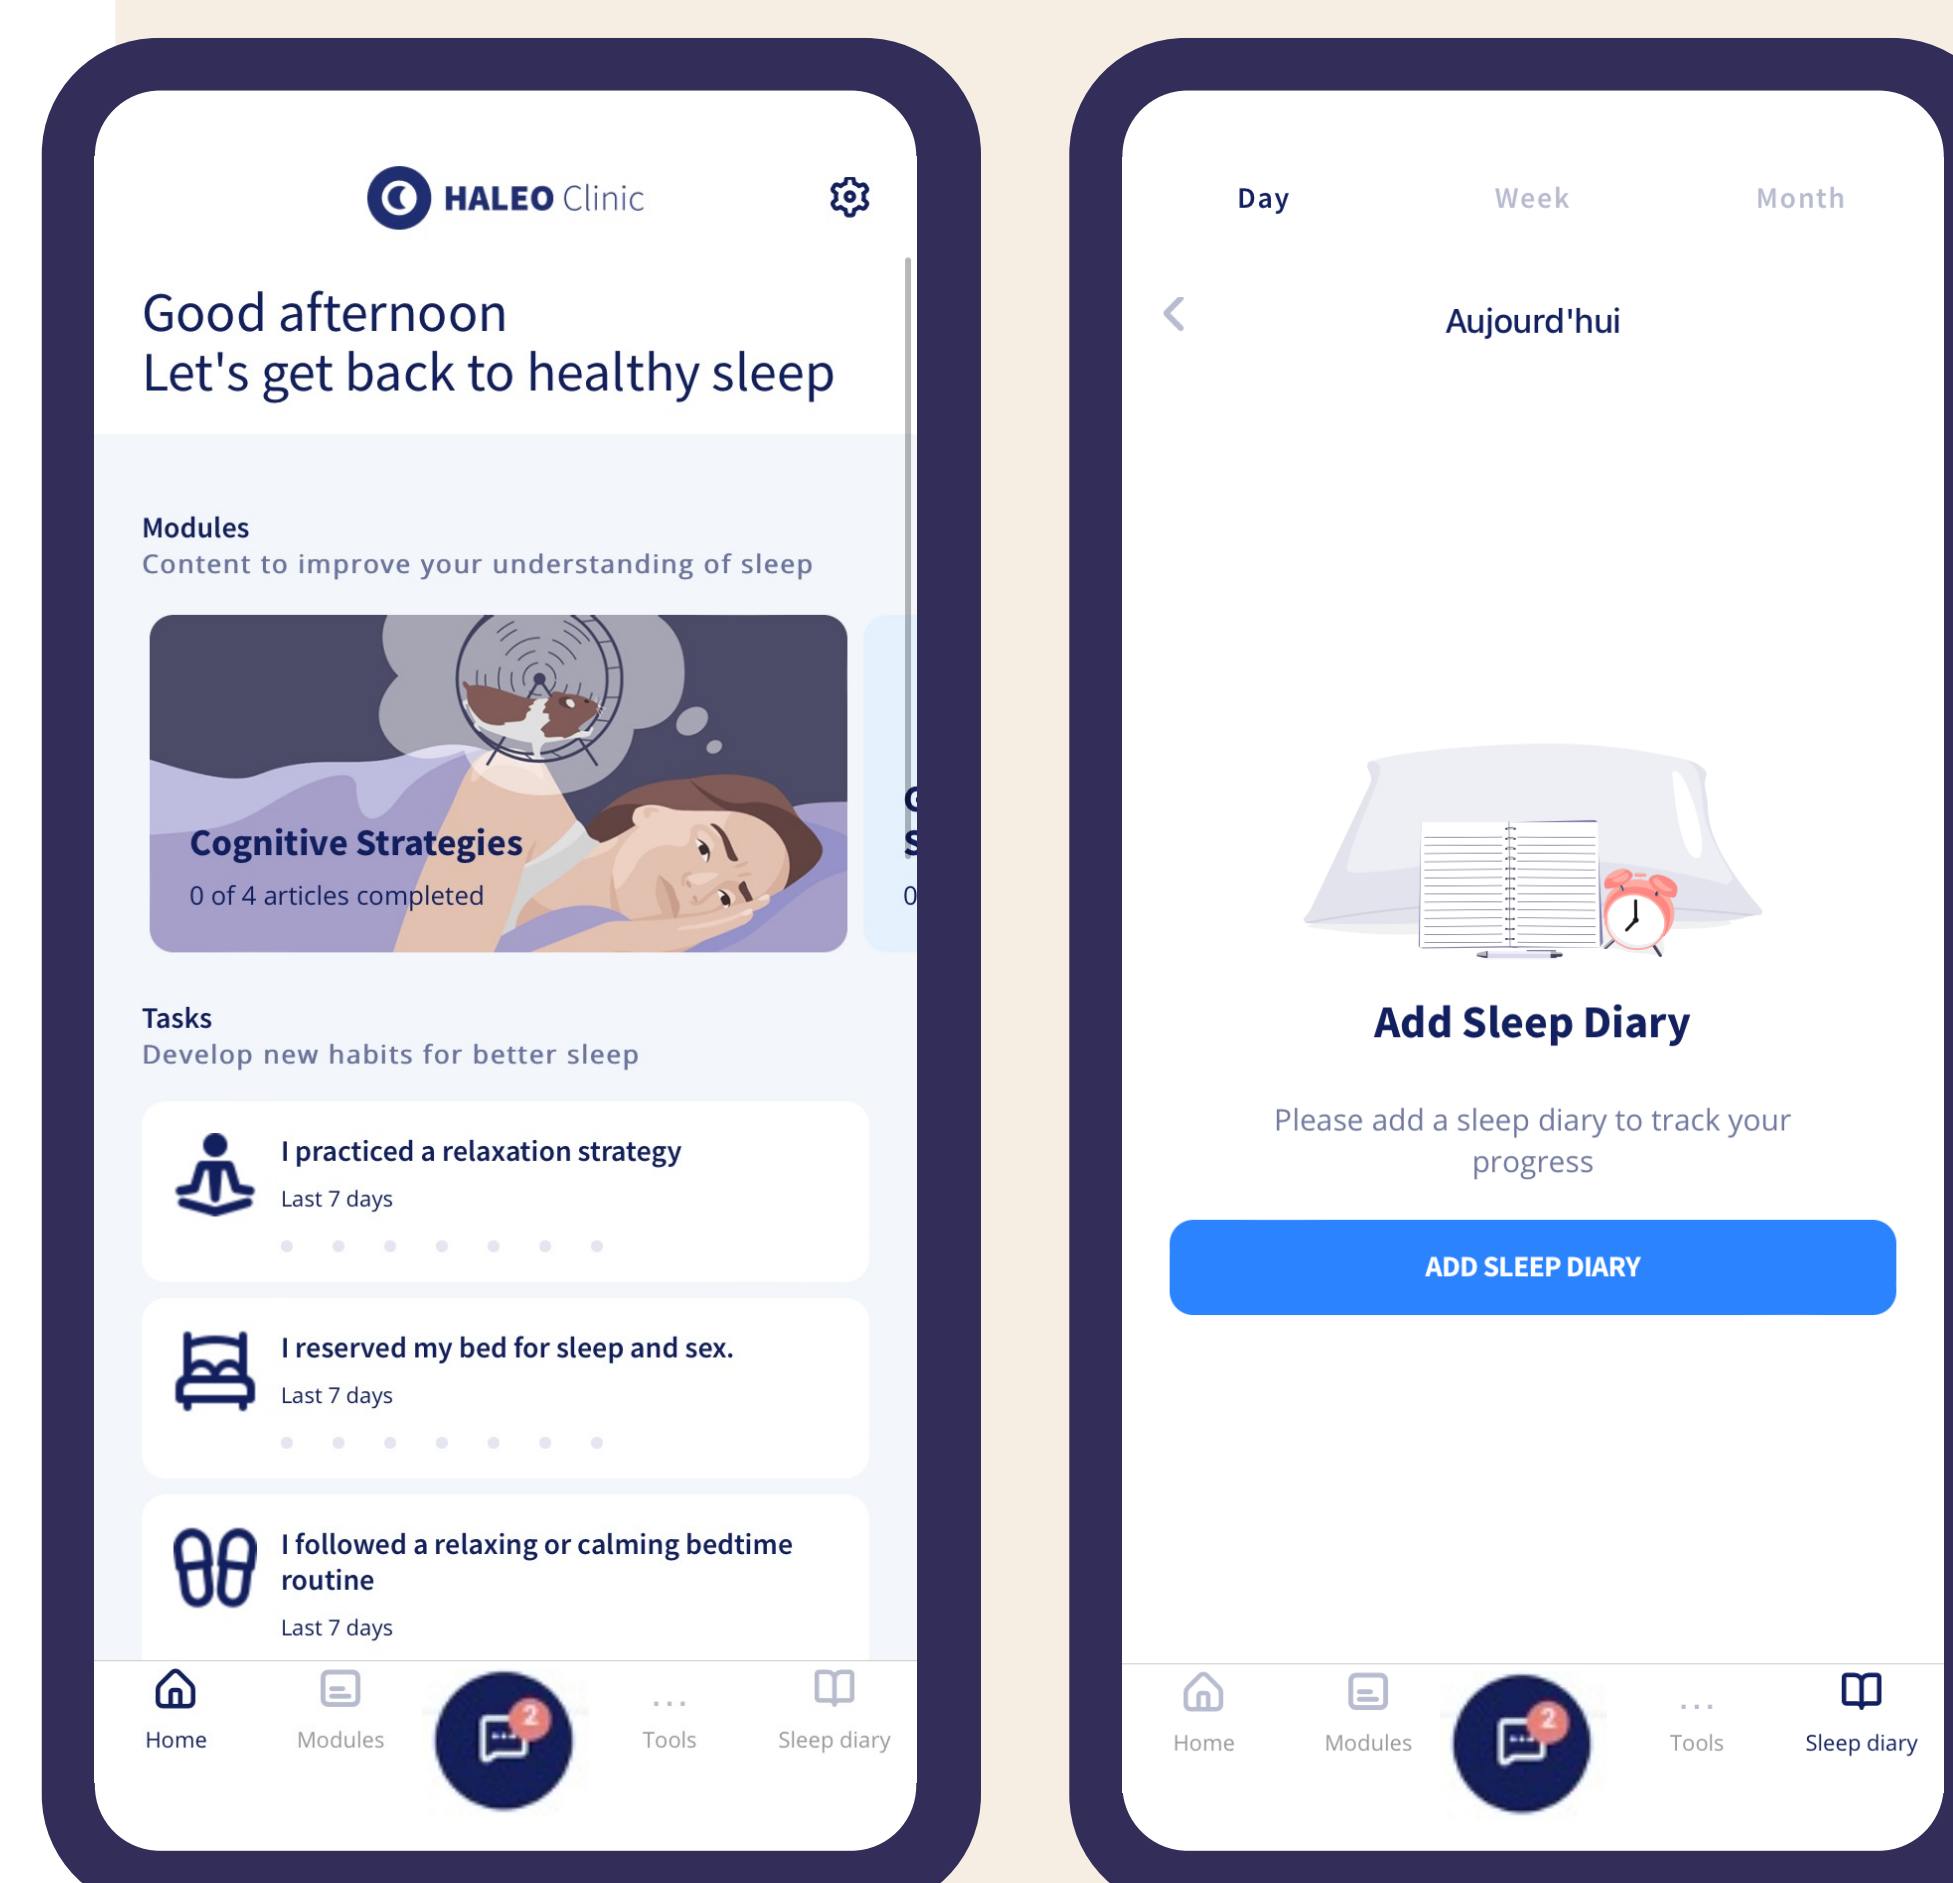 HALEO Clinic
Good afternoon
Let's get back to healthy sleep
Modules
Content to improve your understanding of sleep
Cognitive Strategies
0 of 4 articles completed
0
Tasks
Develop new habits for better sleep
I practiced a relaxation strategy
Last 7 days
I reserved my bed for sleep and sex.
Last 7 days
I followed a relaxing or calming bedtime
routine
Last 7 days
2
Home
Modules
Tools
Sleep diary
Day
Week
Month
Aujourd'hui
Add Sleep Diary
Please add a sleep diary to track your
progress
ADD SLEEP DIARY
2
Home
Modules
Tools
Sleep diary